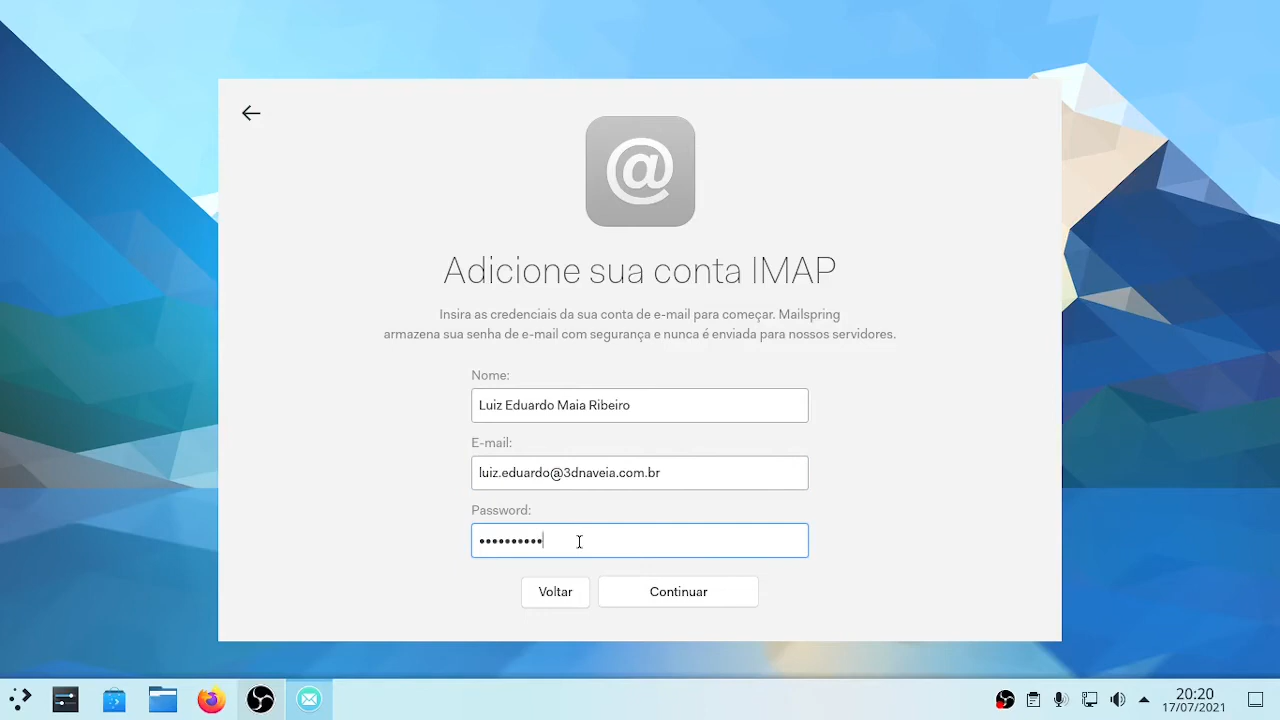 @
Adicione sua conta IMAP
Insira as credenciais da sua conta de e-mail para começar. Mailspring
armazena sua senha de e-mail com segurança e nunca é enviada para nossos servidores.
Nome:
Luiz Eduardo Maia Ribeiro
E-mail:
luiz.eduardo@3dnaveia.com.br
Password:
••••••••••
Voltar
Continuar
20:20
17/07/2021